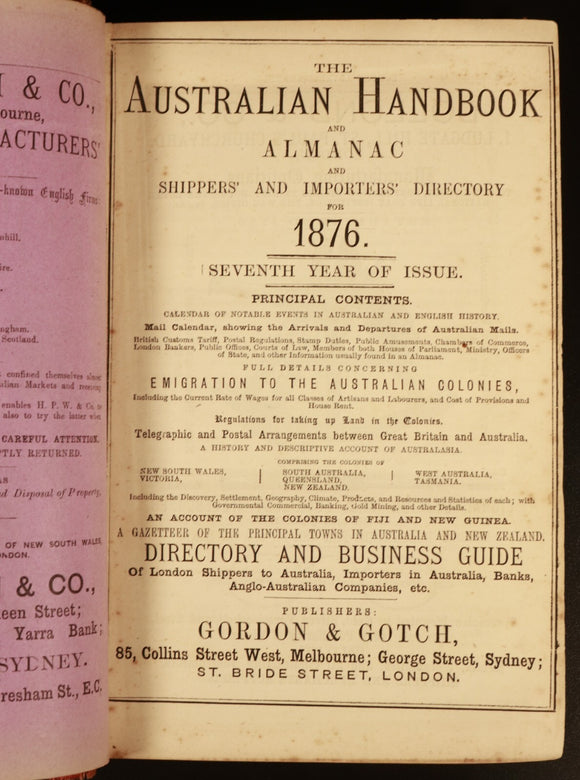 & CO.,
ourne,
ACTURERS'
-known English Firms
nhill.
ire.
ngham.
Scotland.
t confined themselves almost
alian Markets and receiving
enables H. P. W. & Co. to
also to try the latter when
CAREFUL ATTENTION.
PTLY RETURNED.
d Disposal of Property,
OF NEW SOUTH WALES,
ONDON.
& CO.,
een Street;
Yarra Bank;
SYDNEY.
resham St., E.C.
THE
AUSTRALIAN HANDBOOK
AND
ALMANAC
AND
SHIPPERS' AND IMPORTERS' DIRECTORY
FOR
1876.
SEVENTH YEAR OF ISSUE.
PRINCIPAL CONTENTS.
CALENDAR OF NOTABLE EVENTS IN AUSTRALIAN AND ENGLISH HISTORY.
Mail Calendar, showing the Arrivals and Departures of Australian Mails.
British Customs Tariff, Postal Regulations, Stamp Duties, Public Amusements, Chambers of Commerce,
London Bankers, Public Offices, Courts of Law, Members of both Houses of Parliament, Ministry, Officers
of State, and other Information usually found in an Almanac.
FULL DETAILS CONCERNING
EMIGRATION TO THE AUSTRALIAN COLONIES,
Including the Current Rate of Wages for all Classes of Artisans and Labourers, and Cost of Provisions and
House Rent.
Regulations for taking up Land in the Colonies.
Telegraphic and Postal Arrangements between Great Britain and Australia.
A HISTORY AND DESCRIPTIVE ACCOUNT OF AUSTRALASIA.
COMPRISING THE COLONIES OF
NEW SOUTH WALES,
VICTORIA,
SOUTH AUSTRALIA,
QUEENSLAND,
NEW ZEALAND.
WEST AUSTRALIA,
TASMANIA.
Including the Discovery, Settlement, Geography, Climate, Products, and Resources and Statistics of each; with
Governmental Commercial, Banking, Gold Mining, and other Details.
AN ACCOUNT OF THE COLONIES OF FIJI AND NEW GUINEA.
A GAZETTEER OF THE PRINCIPAL TOWNS IN AUSTRALIA AND NEW ZEALAND.
DIRECTORY AND BUSINESS GUIDE
Of London Shippers to Australia, Importers in Australia, Banks,
Anglo-Australian Companies, etc.
PUBLISHERS:
GORDON & GOTCH,
85, Collins Street West, Melbourne; George Street, Sydney;
ST. BRIDE STREET, LONDON.